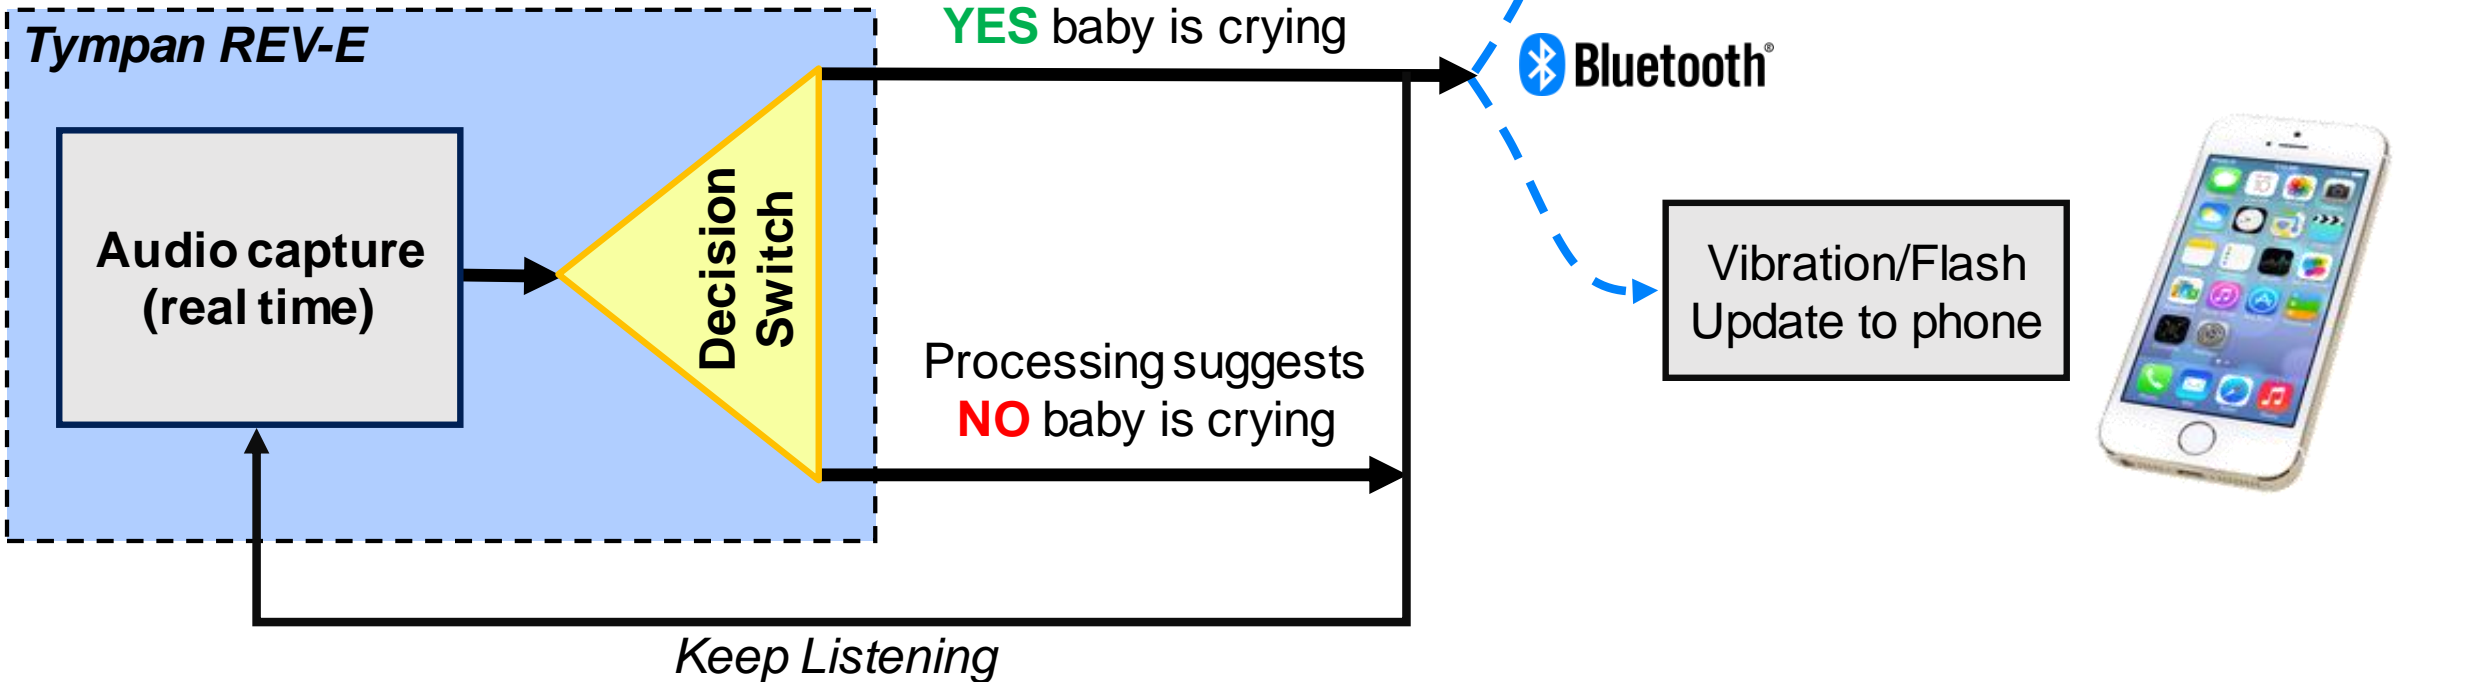 Tympan REV-E
YES baby is crying
Bluetooth®
Audio capture
(real time)
Decision
Switch
Vibration/Flash
Update to phone
Processing suggests
NO baby is crying
Keep Listening